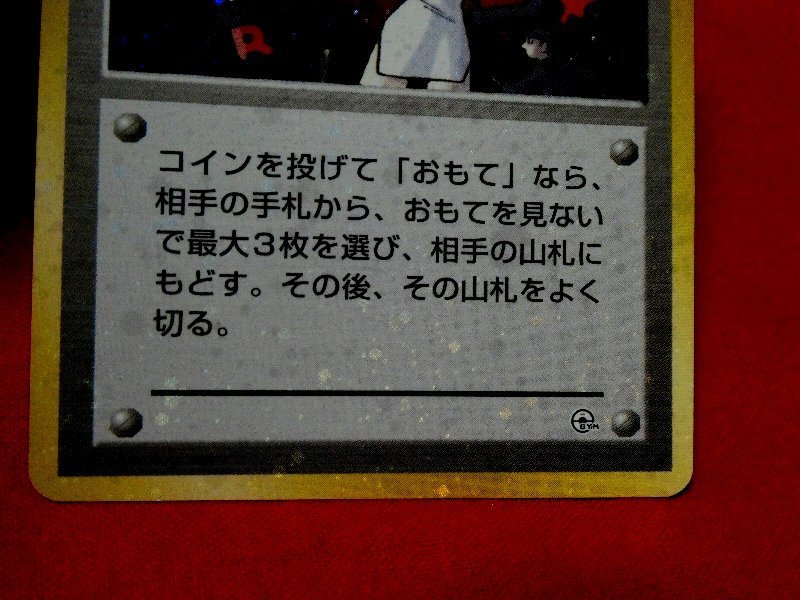 R
コインを投げて「おもて」なら、
相手の手札から、おもてを見ない
で最大3枚を選び、相手の山札に
もどす。その後、その山札をよく
切る。